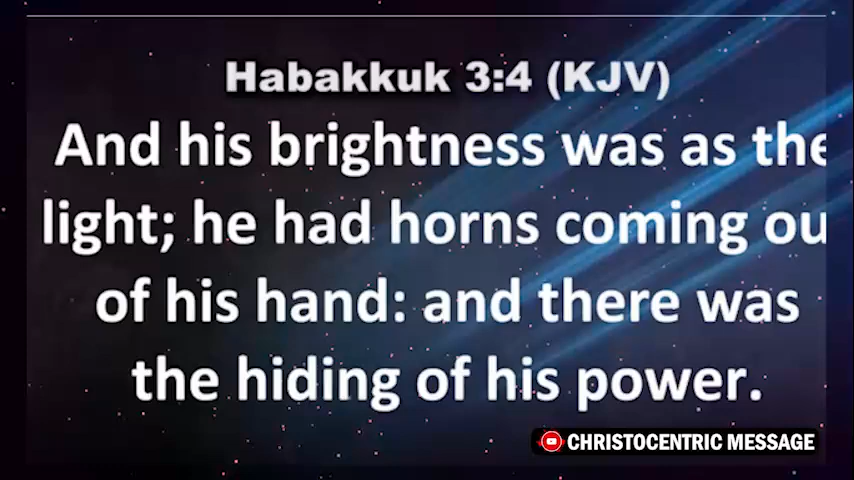 Habakkuk 3:4 (KJV)
And his brightness was as the
light; he had horns coming ou
of his hand: and there was
the hiding of his power.
CHRISTOCENTRIC MESSAGE